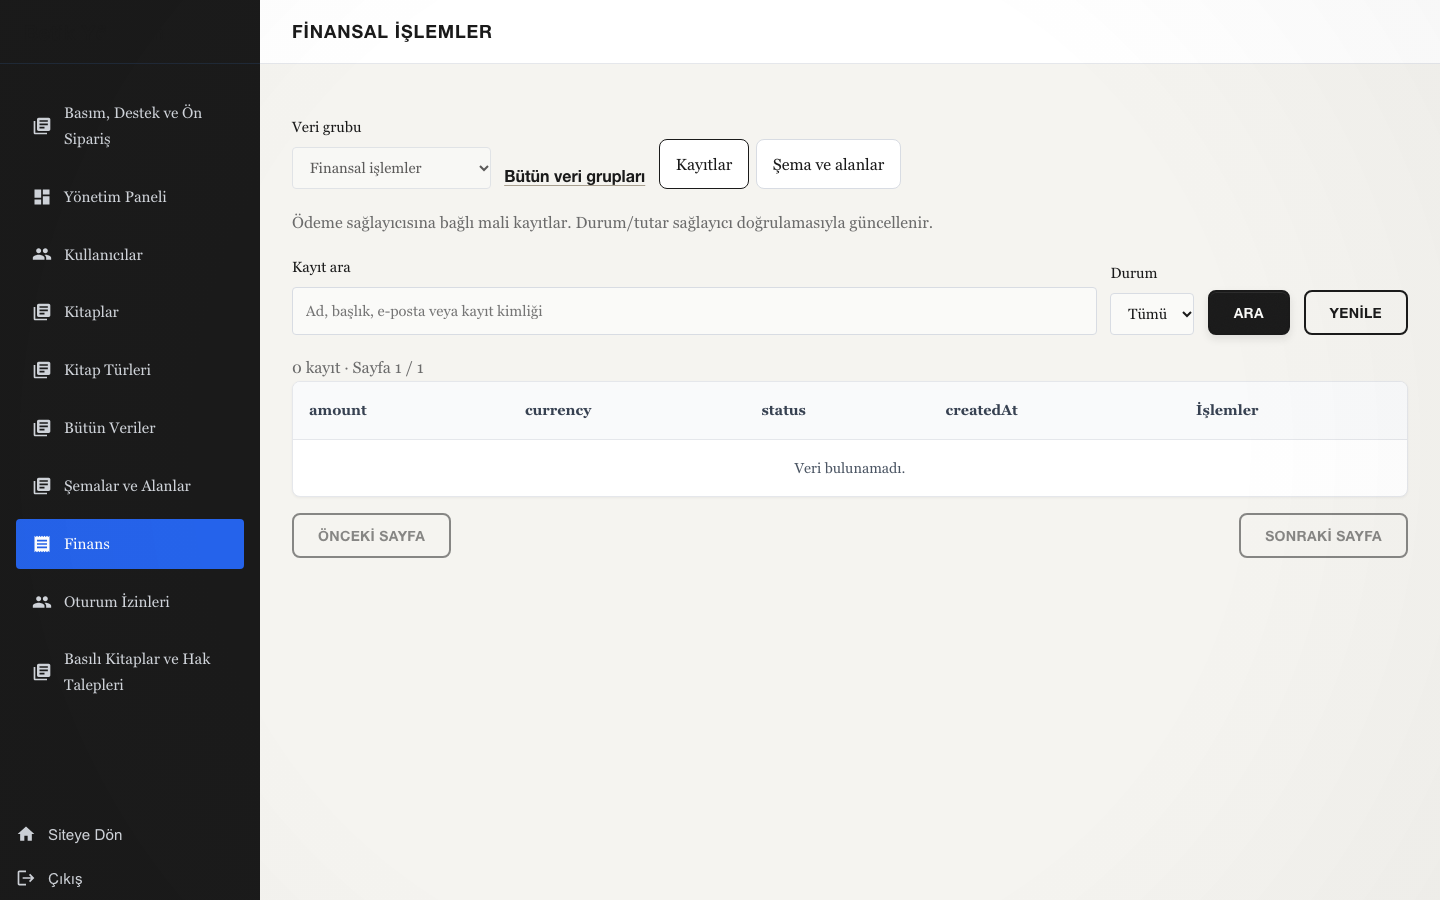 FİNANSAL İŞLEMLER
Basım, Destek ve Ön
Sipariş
Yönetim Paneli
Kullanıcılar
Kitaplar
Kitap Türleri
Bütün Veriler
Şemalar ve Alanlar
Finans
Oturum İzinleri
Basılı Kitaplar ve Hak
Talepleri
Siteye Dön
Çıkış
Veri grubu
Finansal işlemler
Bütün veri grupları
Kayıtlar
Şema ve alanlar
Ödeme sağlayıcısına bağlı mali kayıtlar. Durum/tutar sağlayıcı doğrulamasıyla güncellenir.
Kayıt ara
Ad, başlık, e-posta veya kayıt kimliği
Durum
Tümü
ARA
YENİLE
0 kayıt · Sayfa 1 / 1
amount currency status createdAt İşlemler
Veri bulunamadı.
ÖNCEKİ SAYFA
SONRAKİ SAYFA